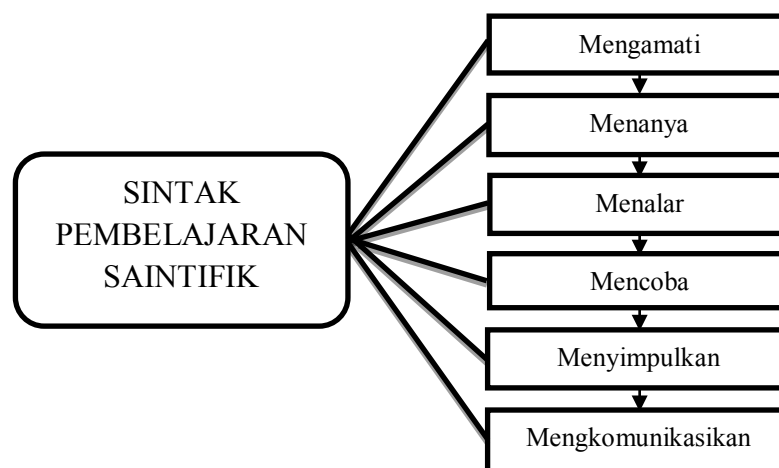 SINTAK
PEMBELAJARAN
SAINTIFIK
Mengamati
Menanya
Menalar
Mencoba
Menyimpulkan
Mengkomunikasikan